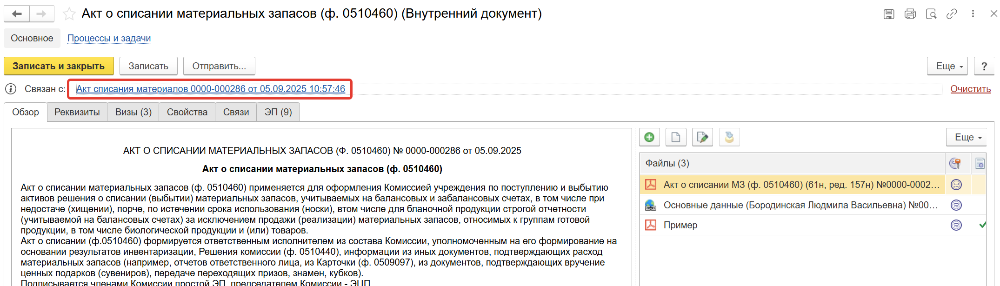 Акт о списании материальных запасов (ф. 0510460) (Внутренний документ)
Основное
Процессы и задачи
Записать и закрыть
Записать
Отправить...
Еще
?
Связан с:
Акт списания материалов 0000-000286 от 05.09.2025 10:57:46
Очистить
Обзор
Реквизиты
Визы (3)
Свойства
Связи
ЭП (9)
АКТ О СПИСАНИИ МАТЕРИАЛЬНЫХ ЗАПАСОВ (Ф. 0510460) № 0000-000286 от 05.09.2025
Акт о списании материальных запасов (ф. 0510460)
Акт о списании материальных запасов (ф. 0510460) применяется для оформления Комиссией учреждения по поступлению и выбытию
активов решения о списании (выбытии) материальных запасов, учитываемых на балансовых и забалансовых счетах, в том числе при
недостаче (хищении), порче, по истечении срока использования (носки), втом числе для бланочной продукции строгой отчетности
(учитываемой на балансовых счетах) за исключением продажи (реализации) материальных запасов, относимых к группам готовой
продукции, в том числе биологической продукции и (или) товаров.
Акт о списании (ф.0510460) формируется ответственным исполнителем из состава Комиссии, уполномоченным на его формирование на
основании результатов инвентаризации, Решения комиссии (ф. 0510440), информации из иных документов, подтверждающих расход
материальных запасов (например, отчетов ответственного лица, из Карточки (ф. 0509097), из документов, подтверждающих вручение
ценных подарков (сувениров), передаче переходящих призов, знамен, кубков).
Подписывается членами Комиссии простой ЭП, председателем Комиссии - ЭЦП
Еще
Файлы (3)
Акт о списании МЗ (ф. 0510460) (61н, ред. 157н) №0000-0002...
Основные данные (Бородинская Людмила Васильевна) №00...
Пример